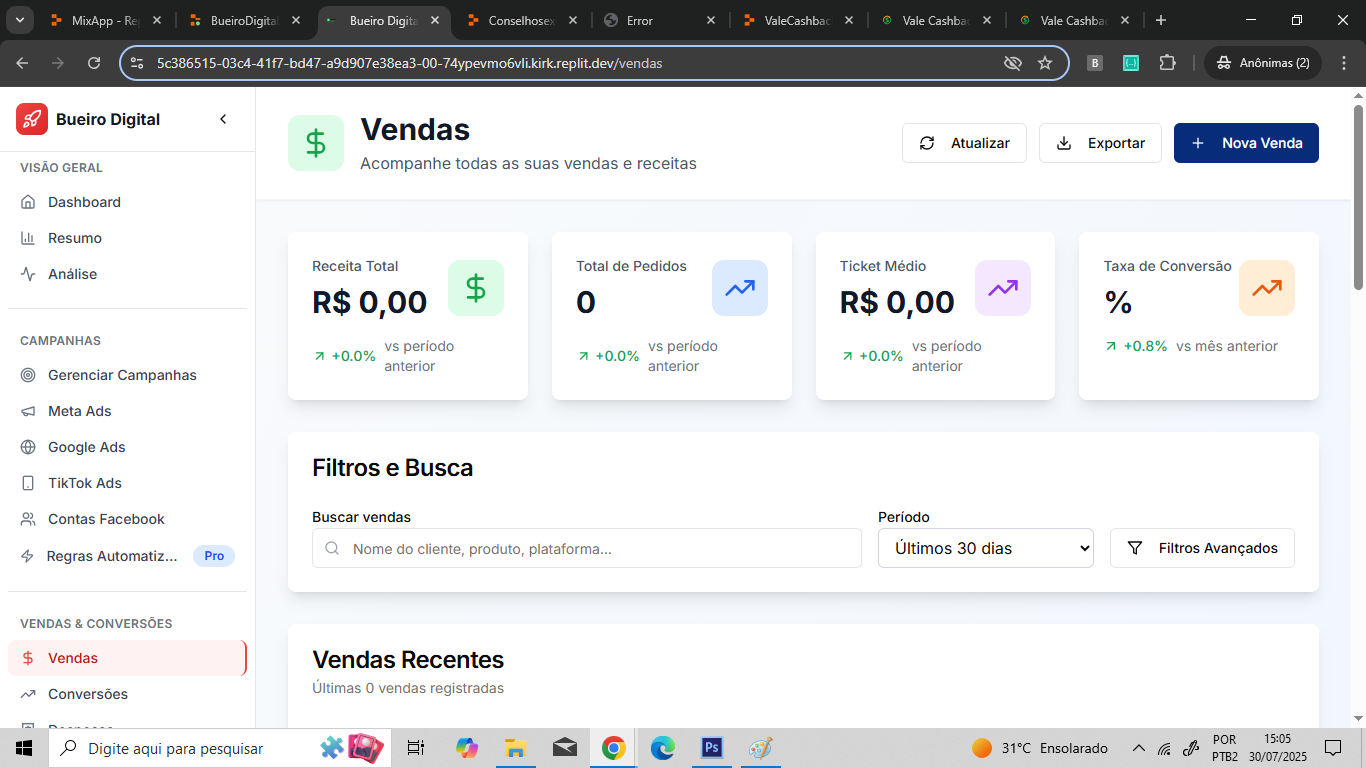 MixApp - Re
BueiroDigital
Bueiro Digita
Conselhose
Error
ValeCashba
Vale Cashba
Vale Cashba
5c386515-03c4-41f7-bd47-a9d907e38ea3-00-74ypevmo6vli.kirk.replit.dev/vendas
B
Anônimas (2)
Bueiro Digital
VISÃO GERAL
Dashboard
Resumo
Análise
CAMPANHAS
Gerenciar Campanhas
Meta Ads
Google Ads
TikTok Ads
Contas Facebook
Regras Automatiz... Pro
VENDAS & CONVERSÕES
Vendas
Conversões
Vendas
Acompanhe todas as suas vendas e receitas
Atualizar
Exportar
Nova Venda
Receita Total
R$ 0,00
+0.0% vs período
anterior
Total de Pedidos
0
+0.0% vs período
anterior
Ticket Médio
R$ 0,00
+0.0% vs período
anterior
Taxa de Conversão
%
+0.8% vs mês anterior
Filtros e Busca
Buscar vendas
Nome do cliente, produto, plataforma...
Período
Últimos 30 dias
Filtros Avançados
Vendas Recentes
Últimas 0 vendas registradas
Digite aqui para pesquisar
Ps
31°C Ensolarado
POR
PTB2
15:05
30/07/2025